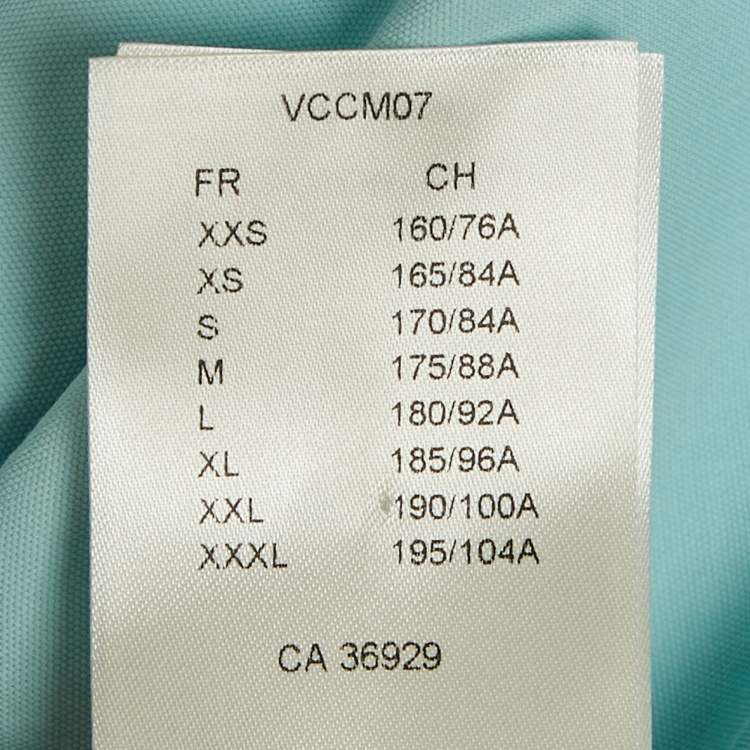 VCCM07
FR CH
XXS 160/76A
XS 165/84A
S 170/84A
M 175/88A
L 180/92A
XL 185/96A
XXL 190/100A
XXXL 195/104A
CA 36929